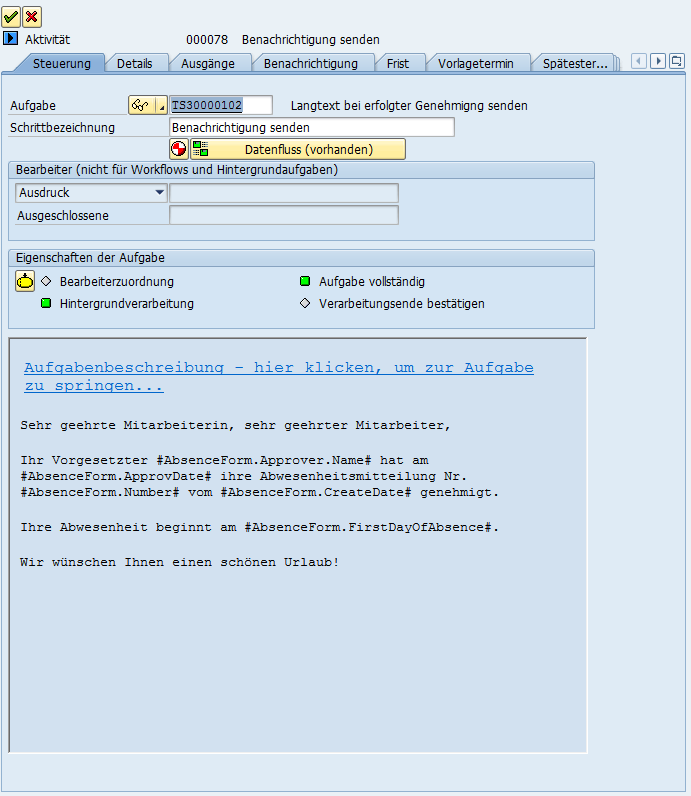 Aktivität 000078 Benachrichtigung senden
Steuerung Details Ausgänge Benachrichtigung Frist Vorlagetermin Spätester...
Aufgabe TS30000102 Langtext bei erfolgter Genehmigng senden
Schrittbezeichnung Benachrichtigung senden
Datenfluss (vorhanden)
Bearbeiter (nicht für Workflows und Hintergrundaufgaben)
Ausdruck
Ausgeschlossene
Eigenschaften der Aufgabe
Bearbeiterzuordnung Aufgabe vollständig
Hintergrundverarbeitung Verarbeitungsende bestätigen
Aufgabenbeschreibung - hier klicken, um zur Aufgabe
zu springen...
Sehr geehrte Mitarbeiterin, sehr geehrter Mitarbeiter,
Ihr Vorgesetzter #AbsenceForm.Approver.Name# hat am
#AbsenceForm.ApprovDate# ihre Abwesenheitsmitteilung Nr.
#AbsenceForm.Number# vom #AbsenceForm.CreateDate# genehmigt.
Ihre Abwesenheit beginnt am #AbsenceForm.FirstDayOfAbsence#.
Wir wünschen Ihnen einen schönen Urlaub!